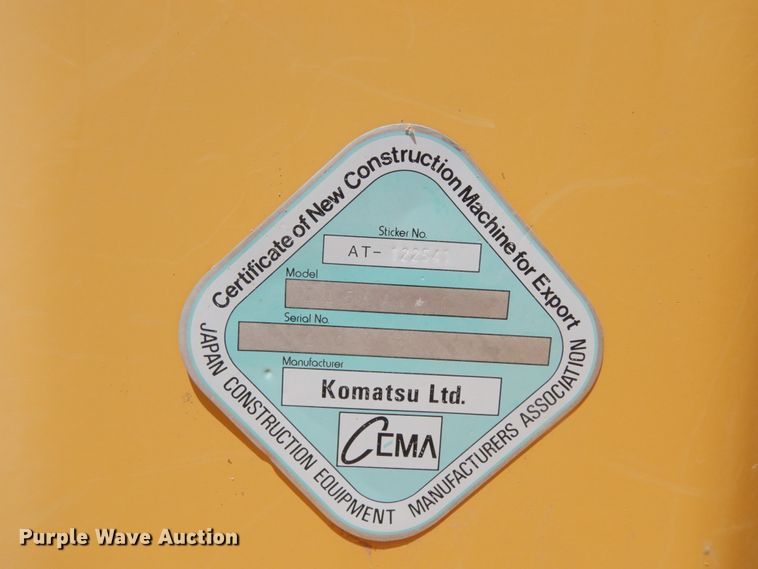 Certificate of New Construction Machine for Export
Sticker No.
AT- 122541
Model
Serial No.
Manufacturer
Komatsu Ltd.
CEMA
JAPAN CONSTRUCTION EQUIPMENT MANUFACTURERS ASSOCIATION
Purple Wave Auction